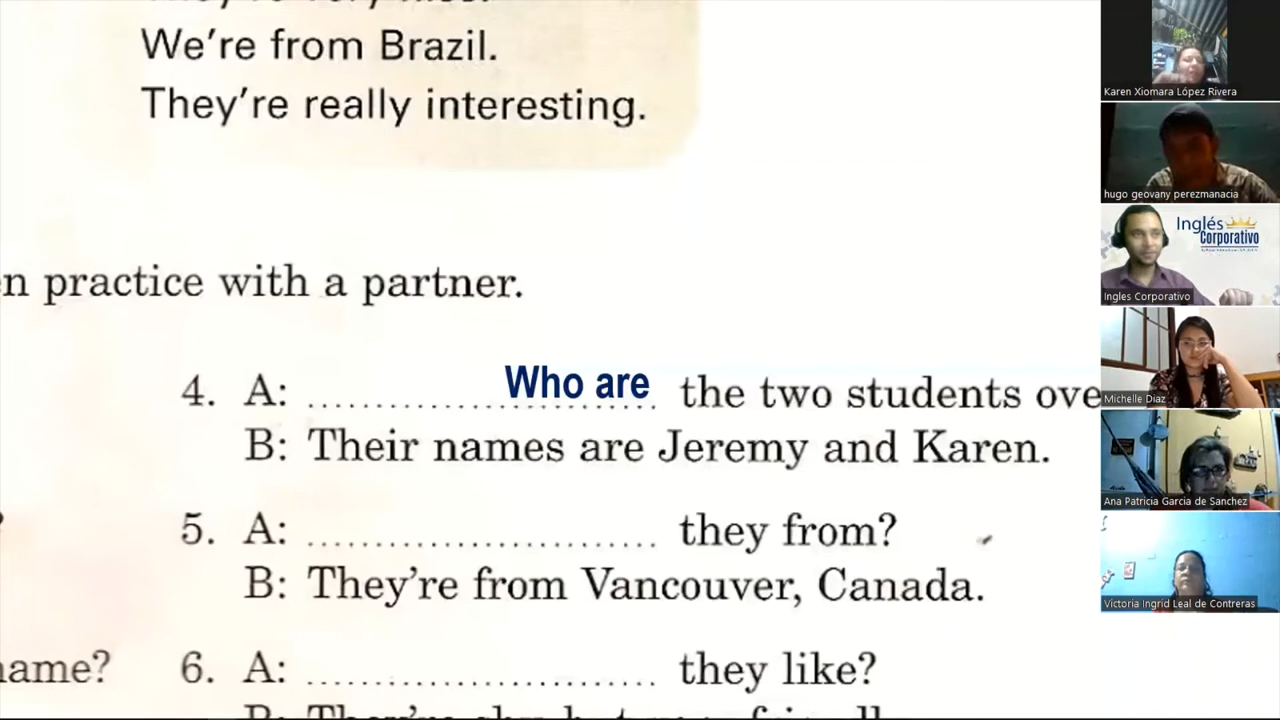 We're from Brazil.
They're really interesting.
n practice with a partner.
4. A: ........................ Who are the two students ove
B: Their names are Jeremy and Karen.
5. A: ........................ they from?
B: They're from Vancouver, Canada.
name? 6. A: ........................ they like?
Karen Xiomara López Rivera
hugo geovany perezmanacia
Inglés
Corporativo
Ingles Corporativo
Michelle Diaz
Ana Patricia Garcia de Sanchez
Victoria Ingrid Leal de Contreras